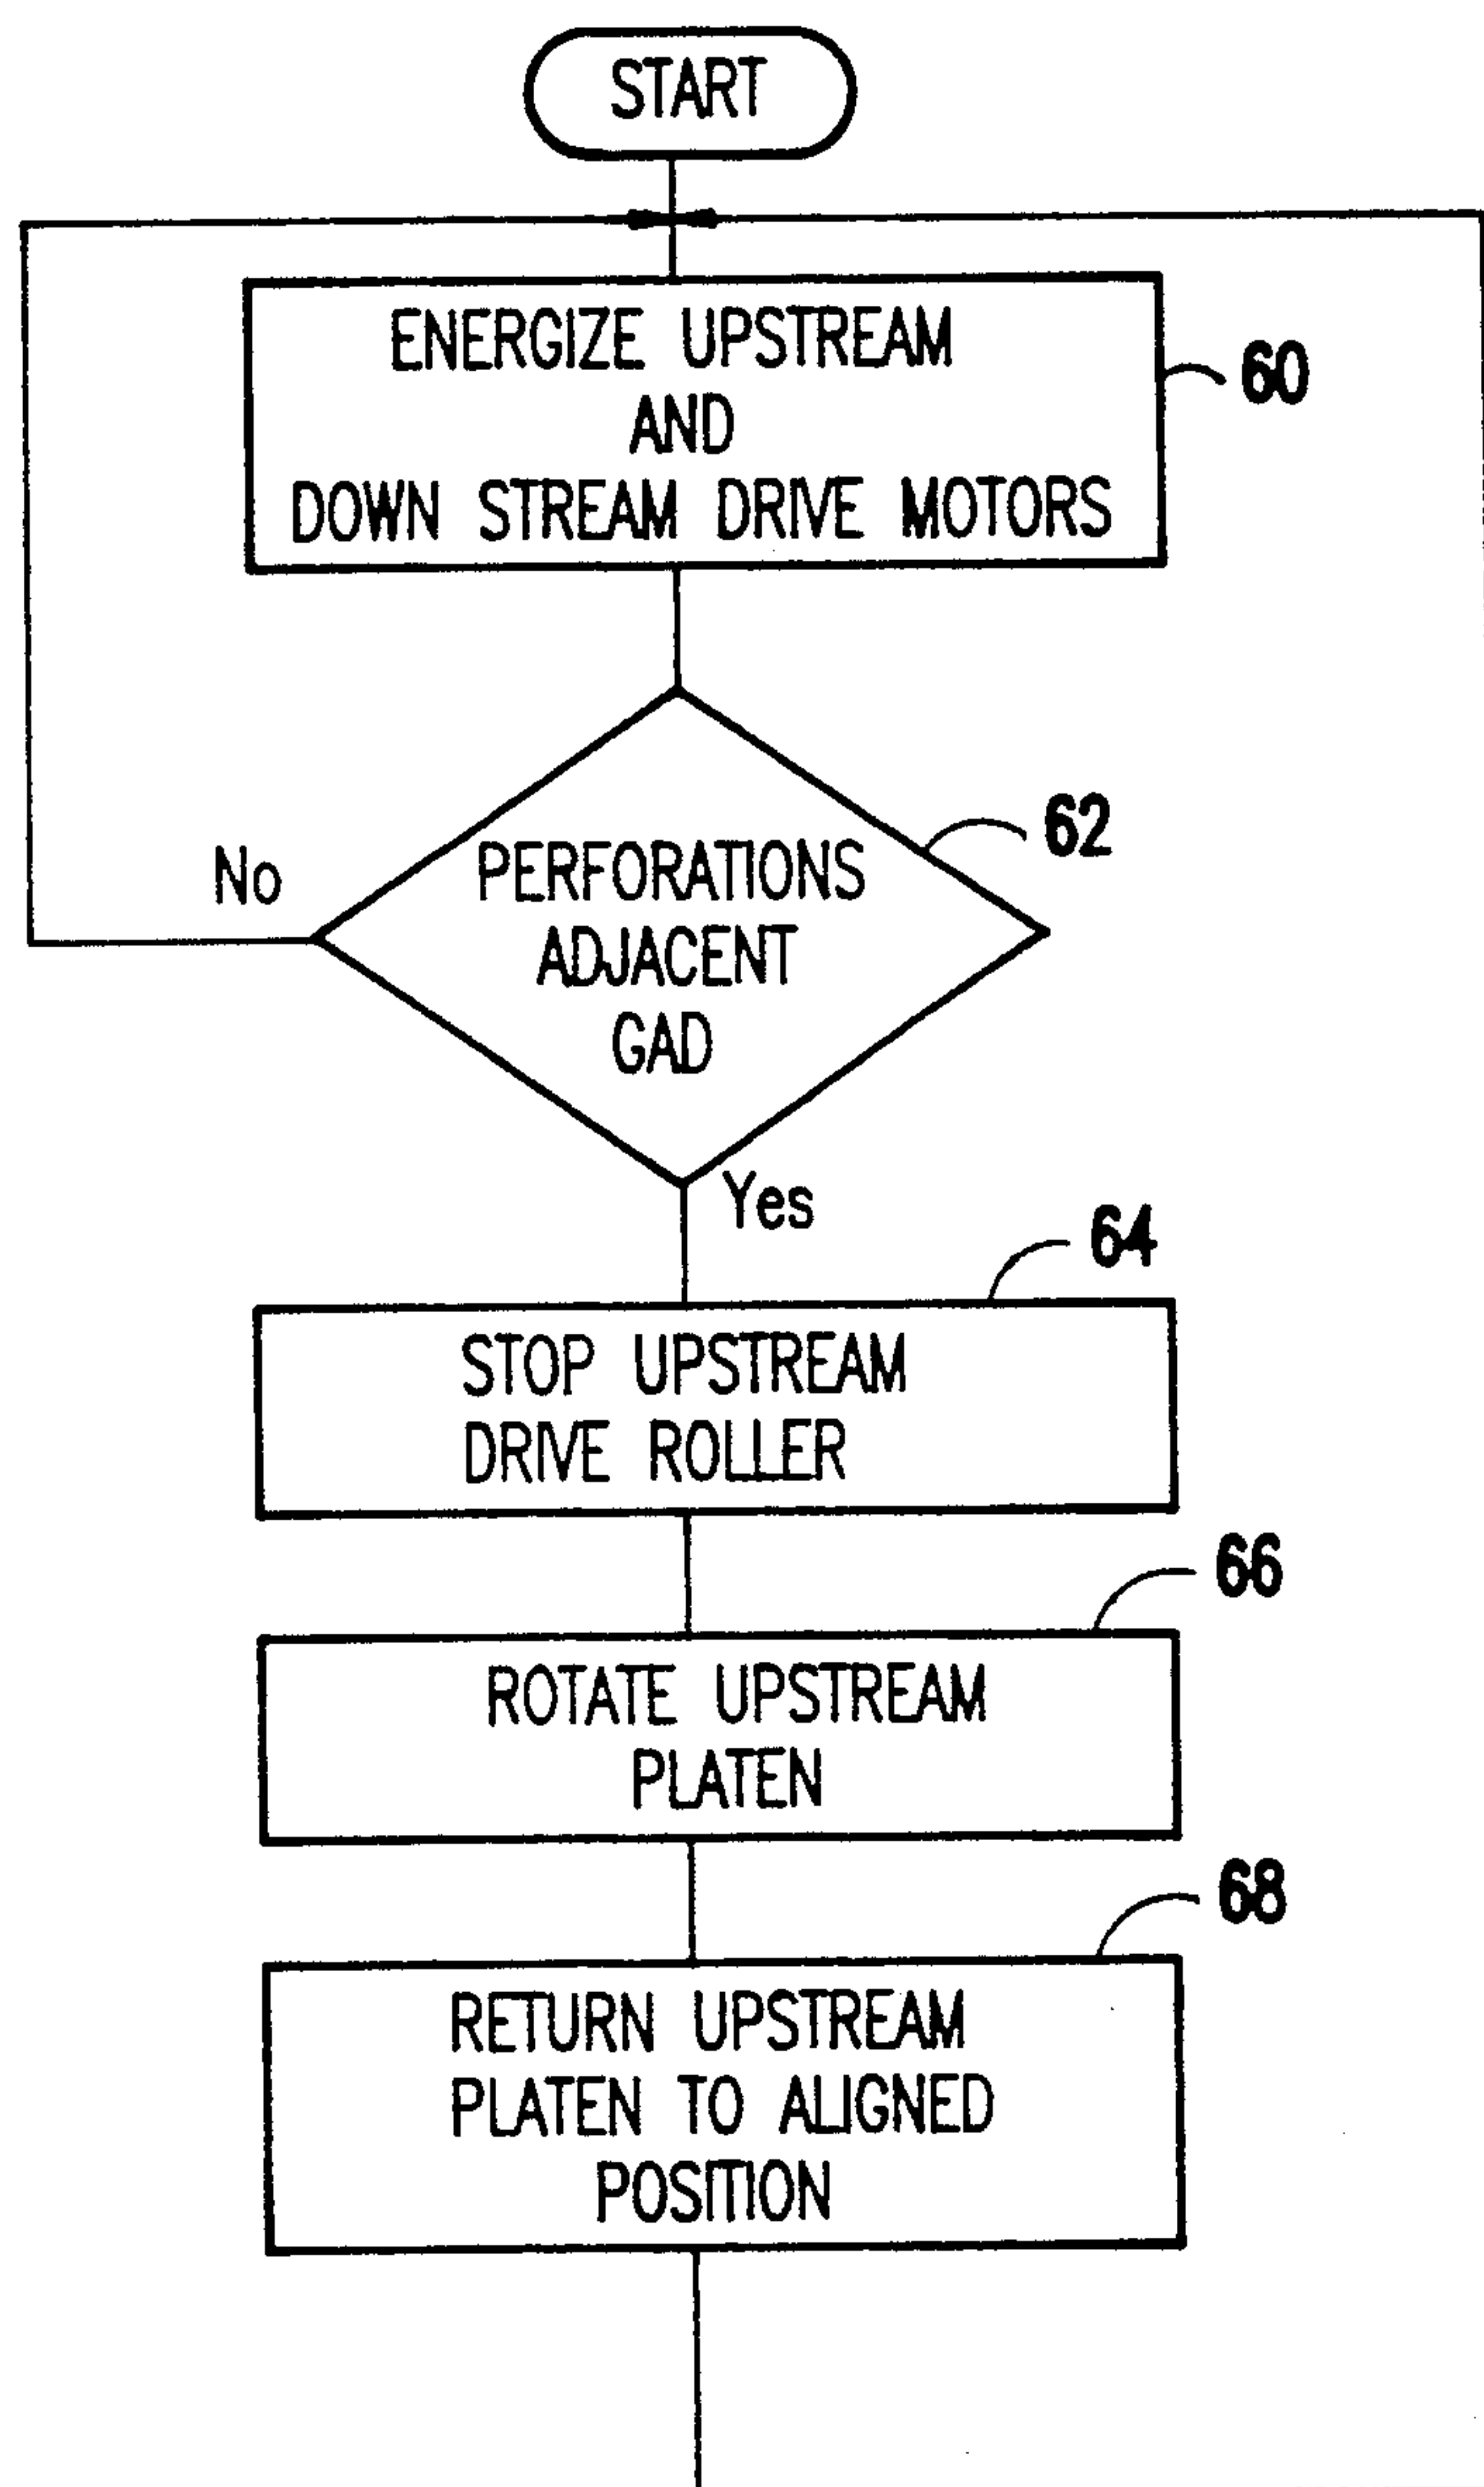 START
ENERGIZE UPSTREAM
AND
DOWN STREAM DRIVE MOTORS
60
PERFORATIONS
ADJACENT
GAD
62
No
Yes
64
STOP UPSTREAM
DRIVE ROLLER
66
ROTATE UPSTREAM
PLATEN
68
RETURN UPSTREAM
PLATEN TO ALIGNED
POSITION